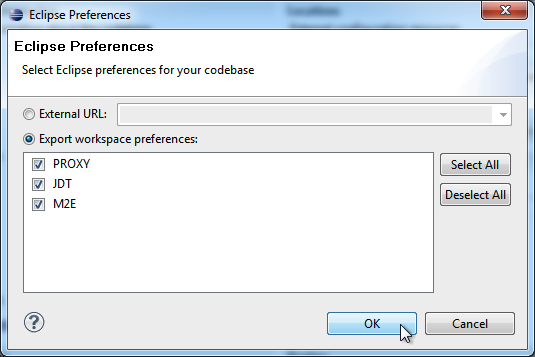 Eclipse Preferences
Eclipse Preferences
Select Eclipse preferences for your codebase
External URL:
Export workspace preferences:
PROXY
JDT
M2E
Select All
Deselect All
?
OK
Cancel